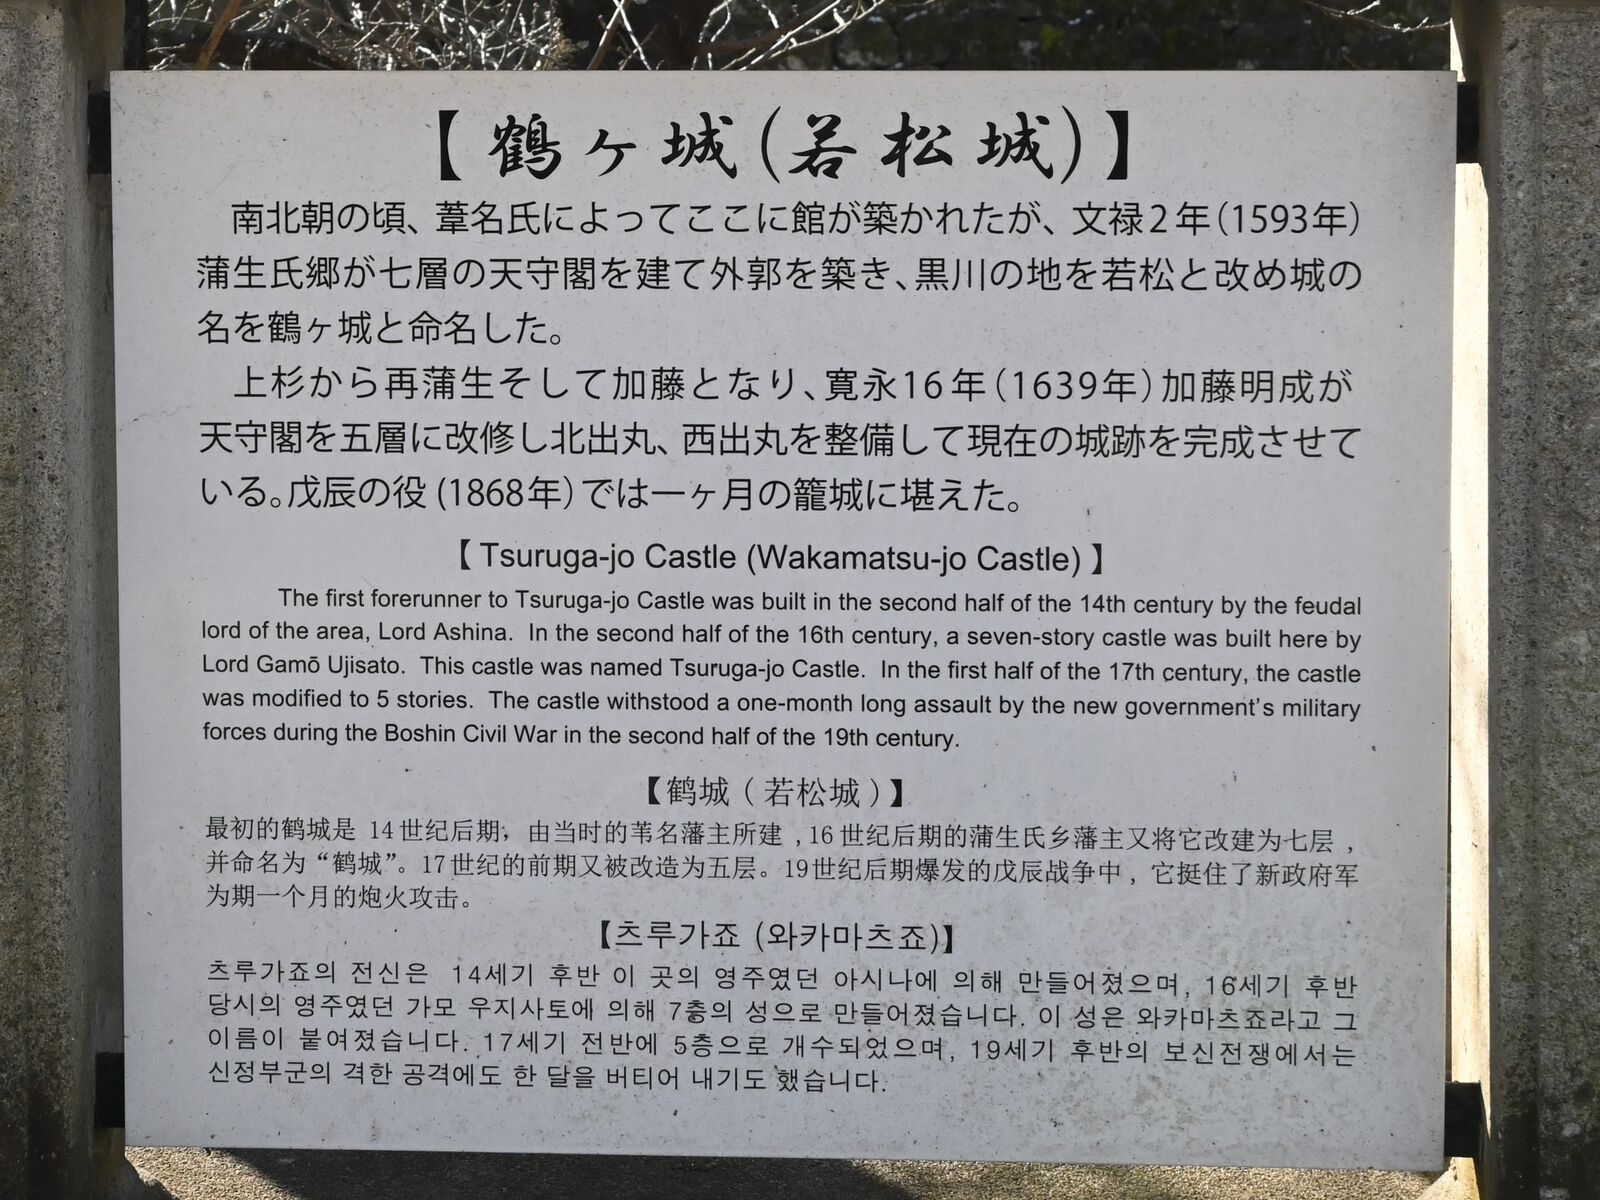 【鶴ヶ城(若松城)】
南北朝の頃、葦名氏によってここに館が築かれたが、文禄2年(1593年)
蒲生氏郷が七層の天守閣を建て外郭を築き、黒川の地を若松と改め城の
名を鶴ヶ城と命名した。
上杉から再蒲生そして加藤となり、寛永16年(1639年)加藤明成が
天守閣を五層に改修し北出丸、西出丸を整備して現在の城跡を完成させて
いる。戊辰の役(1868年)では一ヶ月の籠城に堪えた。
【Tsuruga-jo Castle (Wakamatsu-jo Castle)】
The first forerunner to Tsuruga-jo Castle was built in the second half of the 14th century by the feudal
lord of the area, Lord Ashina. In the second half of the 16th century, a seven-story castle was built here by
Lord Gamō Ujisato. This castle was named Tsuruga-jo Castle. In the first half of the 17th century, the castle
was modified to 5 stories. The castle withstood a one-month long assault by the new government's military
forces during the Boshin Civil War in the second half of the 19th century.
【鹤城(若松城)】
最初的鹤城是 14世纪后期，由当时的苇名藩主所建，16世纪后期的蒲生氏乡藩主又将它改建为七层，
并命名为“鹤城”。17世纪的前期又被改造为五层。19世纪后期爆发的戊辰战争中，它挺住了新政府军
为期一个月的炮火攻击。
【츠루가죠 (와카마츠죠)】
츠루가죠의 전신은 14세기 후반 이 곳의 영주였던 아시나에 의해 만들어졌으며, 16세기 후반
당시의 영주였던 가모 우지사토에 의해 7층의 성으로 만들어졌습니다. 이 성은 와카마츠죠라고 그
이름이 붙여졌습니다. 17세기 전반에 5층으로 개수되었으며, 19세기 후반의 보신전쟁에서는
신정부군의 격한 공격에도 한 달을 버티어 내기도 했습니다.